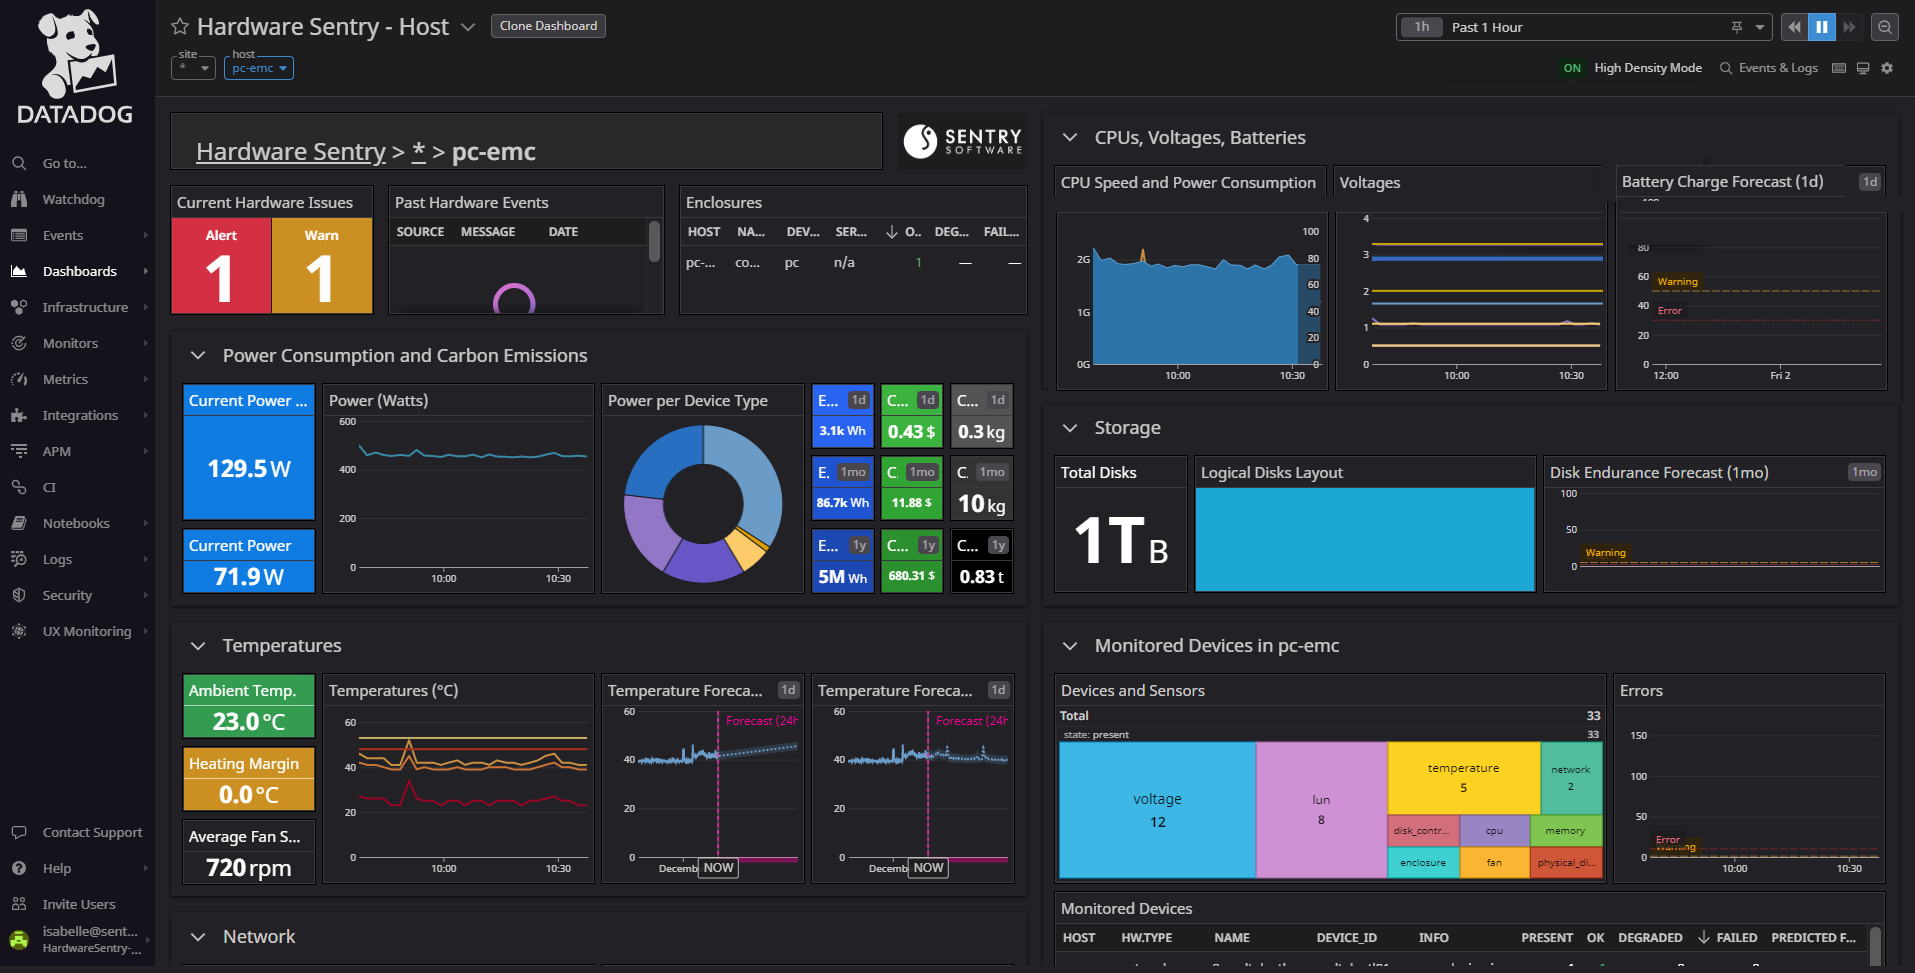 DATADOG
Go to...
Watchdog
Events
Dashboards
Infrastructure
Monitors
Metrics
Integrations
APM
CI
Notebooks
Logs
Security
UX Monitoring
Contact Support
Help
Invite Users
isabelle@sent...
HardwareSentry-...
Hardware Sentry - Host
Clone Dashboard
1h Past 1 Hour
site
*
host
pc-emc
ON High Density Mode
Events & Logs
Hardware Sentry > * > pc-emc
SENTRY
SOFTWARE
Current Hardware Issues
Alert
1
Warn
1
Past Hardware Events
SOURCE MESSAGE DATE
Enclosures
HOST NA... DEV... SER... O.. DEG... FAIL...
pc-... co... pc n/a 1 — —
Power Consumption and Carbon Emissions
Current Power ...
129.5 W
Current Power
71.9 W
Power (Watts)
600
400
200
0
10:00 10:30
Power per Device Type
E... 1d
3.1k Wh
C... 1d
0.43 $
C... 1d
0.3 kg
E. 1mo
86.7k Wh
C. 1mo
11.88 $
C. 1mo
10 kg
E... 1y
5M Wh
C... 1y
680.31 $
C... 1y
0.83 t
Temperatures
Ambient Temp.
23.0 °C
Heating Margin
0.0 °C
Average Fan S...
720 rpm
Temperatures (°C)
60
40
20
0
10:00 10:30
Temperature Foreca... 1d
60
Forecast (24h
40
20
0
Decemb NOW
Temperature Foreca... 1d
60
Forecast (24h
40
20
0
Decemb NOW
Network
CPUs, Voltages, Batteries
CPU Speed and Power Consumption
2G
1G
0G
100
80
60
40
20
0
10:00 10:30
Voltages
4
3
2
1
0
10:00 10:30
Battery Charge Forecast (1d) 1d
100
80
60
Warning
40
Error
20
0
12:00 Fri 2
Storage
Total Disks
1T B
Logical Disks Layout
Disk Endurance Forecast (1mo) 1mo
100
50
Warning
0
Monitored Devices in pc-emc
Devices and Sensors
Total 33
state: present 33
voltage
12
lun
8
temperature
5
network
2
disk_contr...
cpu
memory
enclosure
fan
physical_di...
Errors
150
100
50
Error
Warning
0
10:00 10:30
Monitored Devices
HOST HW.TYPE NAME DEVICE_ID INFO PRESENT OK DEGRADED FAILED PREDICTED F...